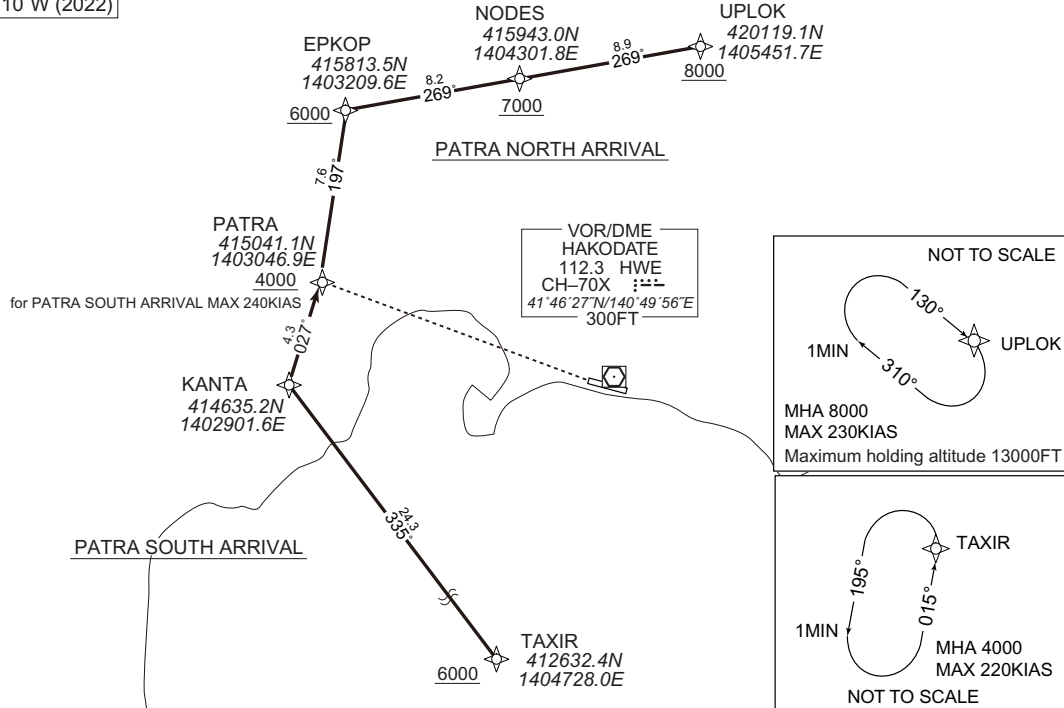 10°W (2022)
NODES
415943.0N
1404301.8E
UPLOK
420119.1N
1405451.7E
EPKOP
415813.5N
1403209.6E
8.9
269°
8000
8.2
269°
7000
6000
PATRA NORTH ARRIVAL
7.6
197°
PATRA
415041.1N
1403046.9E
4000
for PATRA SOUTH ARRIVAL MAX 240KIAS
VOR/DME
HAKODATE
112.3 HWE
CH–70X
41°46′27″N/140°49′56″E
300FT
4.3
027°
KANTA
414635.2N
1402901.6E
24.3
335°
PATRA SOUTH ARRIVAL
TAXIR
412632.4N
1404728.0E
6000
NOT TO SCALE
130°
UPLOK
1MIN
310°
MHA 8000
MAX 230KIAS
Maximum holding altitude 13000FT
TAXIR
195°
015°
1MIN
MHA 4000
MAX 220KIAS
NOT TO SCALE